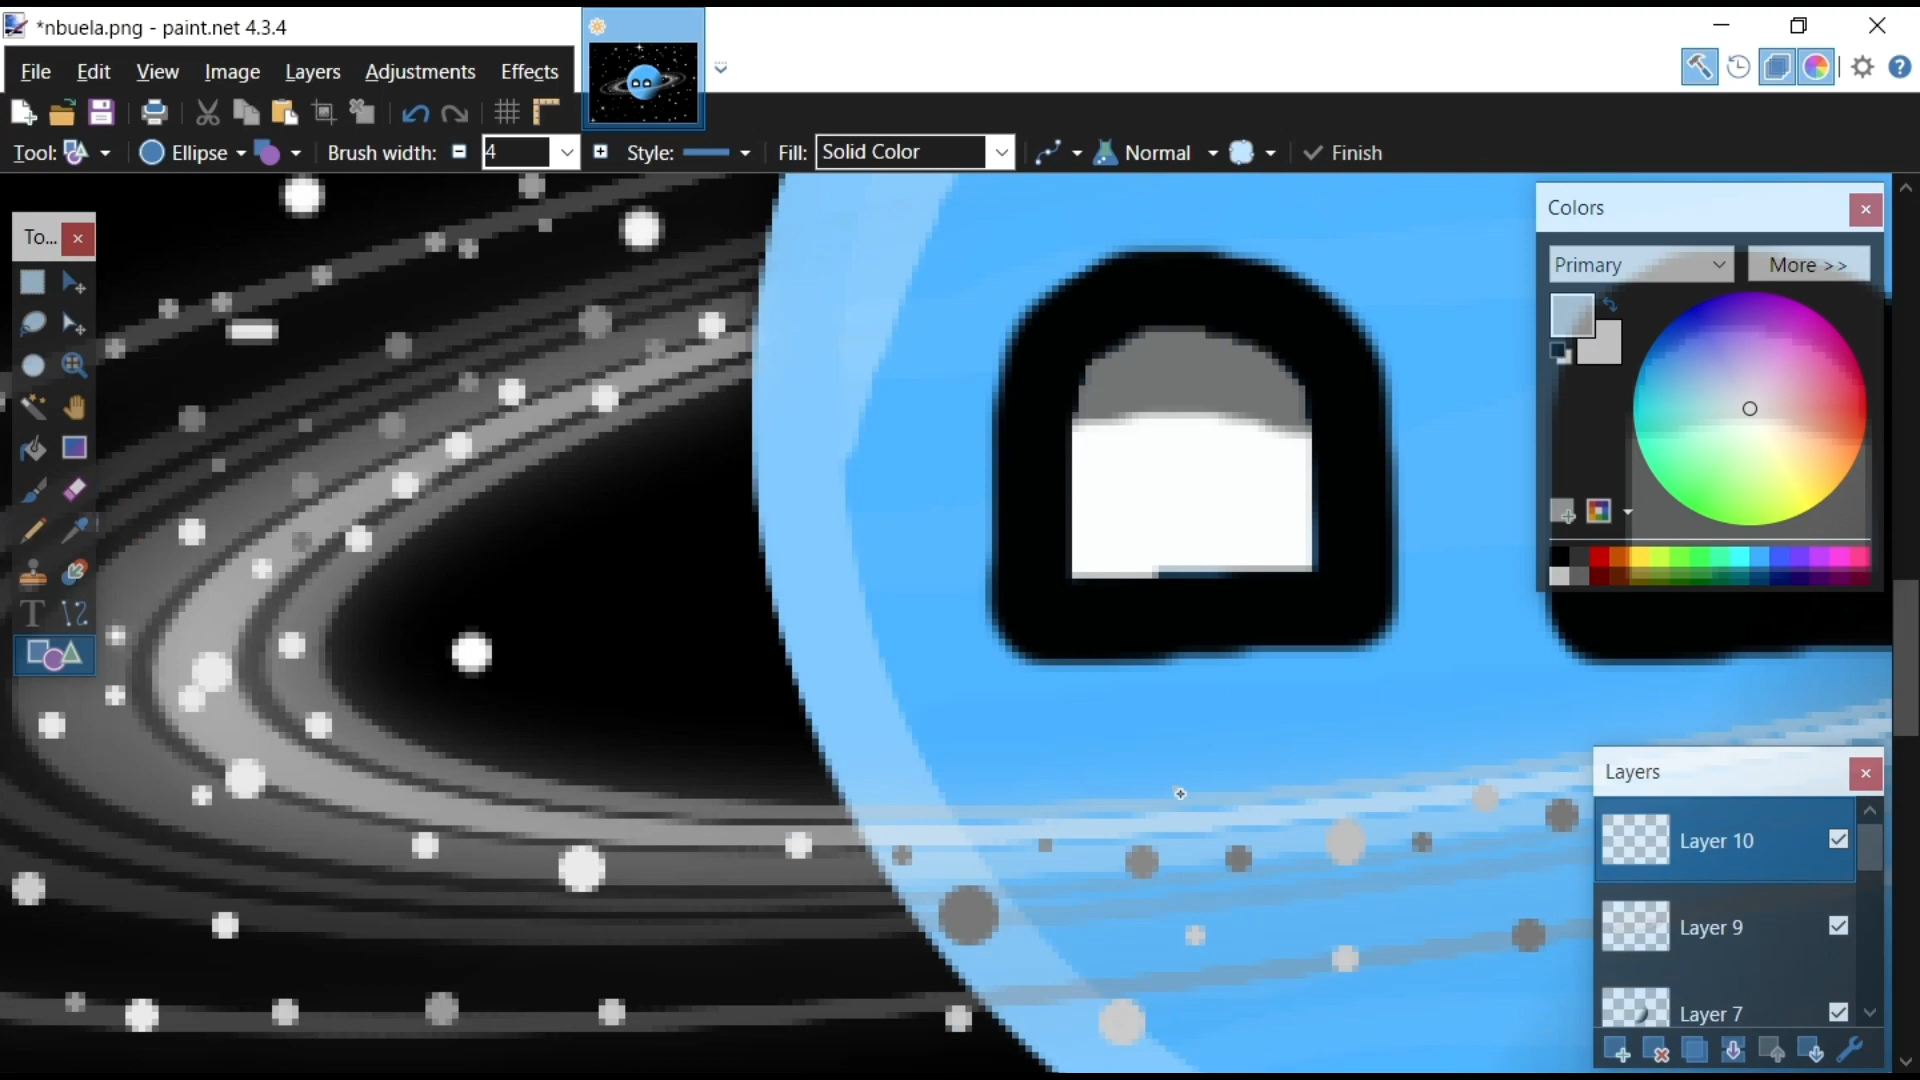 *nbuela.png - paint.net 4.3.4
File Edit View Image Layers Adjustments Effects
Tool: Ellipse Brush width: 4 Style: Fill: Solid Color Normal Finish
To...
Colors
Primary More >>
T
Layers
Layer 10
Layer 9
Layer 7